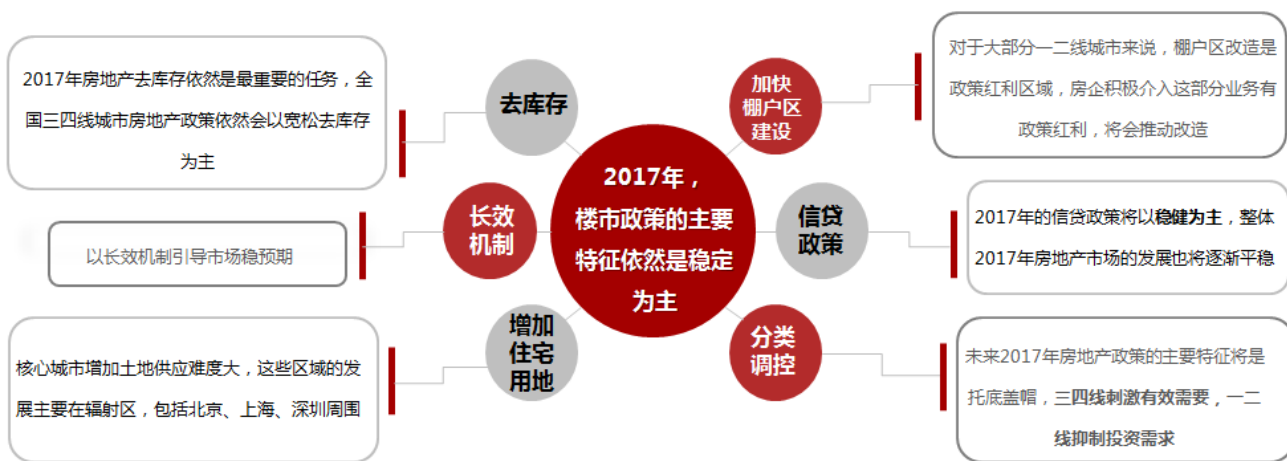 2017年房地产去库存依然是最重要的任务，全
国三四线城市房地产政策依然会以宽松去库存
为主
去库存
加快
棚户区
建设
对于大部分一二线城市来说，棚户区改造是
政策红利区域，房企积极介入这部分业务有
政策红利，将会推动改造
2017年，
楼市政策的主要
特征依然是稳定
为主
以长效机制引导市场稳预期
长效
机制
信贷
政策
2017年的信贷政策将以稳健为主，整体
2017年房地产市场的发展也将逐渐平稳
核心城市增加土地供应难度大，这些区域的发
展主要在辐射区，包括北京、上海、深圳周围
增加
住宅
用地
分类
调控
未来2017年房地产政策的主要特征将是
托底盖帽，三四线刺激有效需要，一二
线抑制投资需求